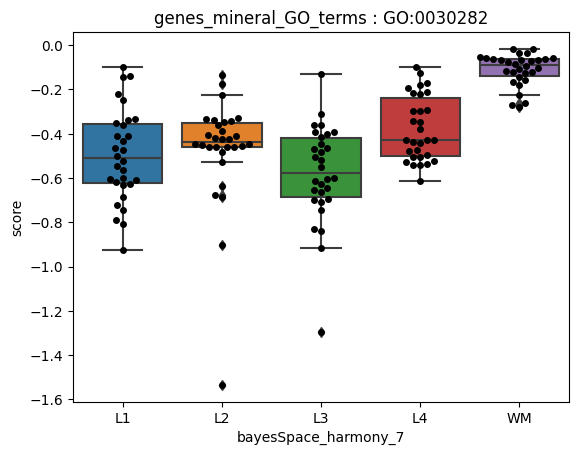 genes_mineral_GO_terms : GO:0030282
0.0
−0.2
−0.4
−0.6
−0.8
−1.0
−1.2
−1.4
−1.6
score
L1 L2 L3 L4 WM
bayesSpace_harmony_7